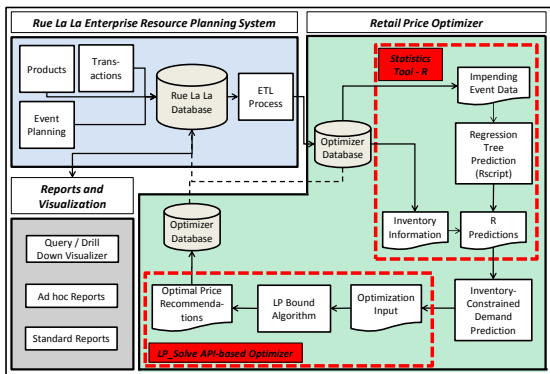 Rue La La Enterprise Resource Planning System
Products
Trans-
actions
Event
Planning
Rue La La
Database
ETL
Process
Reports and
Visualization
Query / Drill
Down Visualizer
Ad hoc Reports
Standard Reports
Retail Price Optimizer
Statistics
Tool - R
Impending
Event Data
Optimizer
Database
Regression
Tree
Prediction
(Rscript)
Inventory
Information
R
Predictions
Optimizer
Database
Optimal Price
Recommenda-
tions
LP Bound
Algorithm
Optimization
Input
Inventory-
Constrained
Demand
Prediction
LP_Solve API-based Optimizer